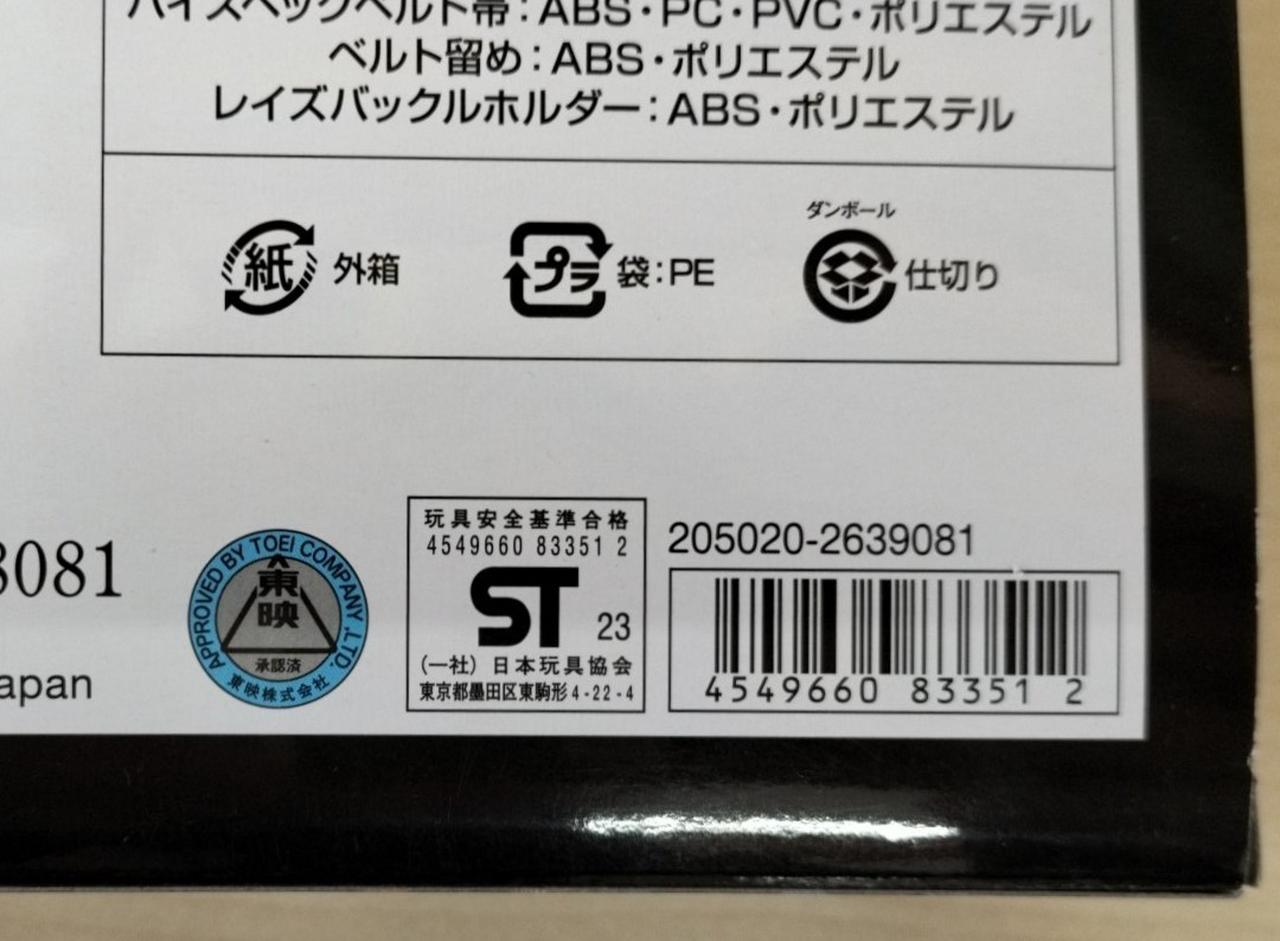 ハイスペックベルト帯：ABS・PC・PVC・ポリエステル
ベルト留め：ABS・ポリエステル
レイズバックルホルダー：ABS・ポリエステル
ダンボール
紙 外箱 プラ 袋：PE 仕切り
8081
apan
APPROVED BY TOEI COMPANY ,LTD.
東映
承認済
東映株式会社
玩具安全基準合格
4549660 83351 2
ST 23
(一社) 日本玩具協会
東京都墨田区東駒形4-22-4
205020-2639081
4549660 83351 2